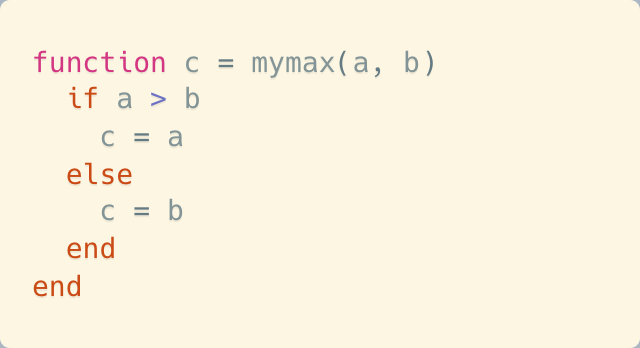 function c = mymax(a, b)
  if a > b
    c = a
  else
    c = b
  end
end